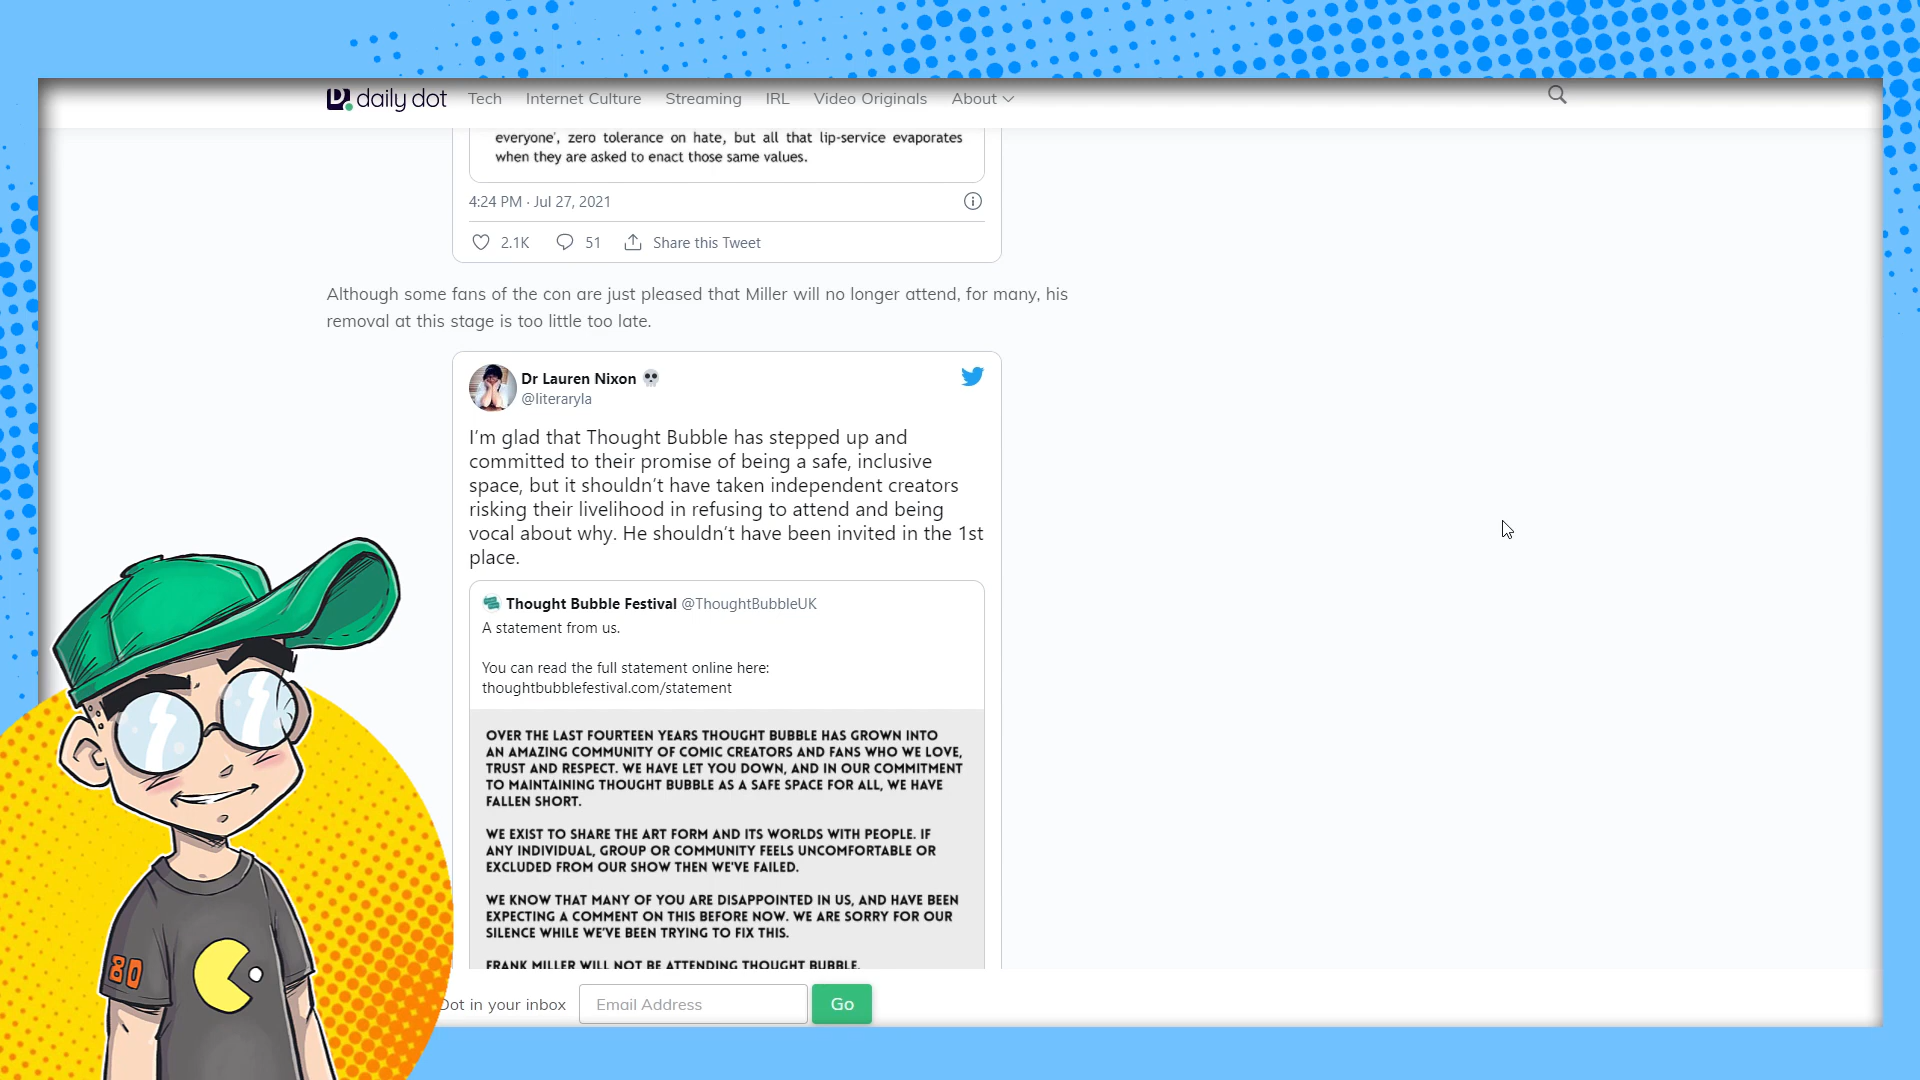 daily dot Tech Internet Culture Streaming IRL Video Originals About
everyone', zero tolerance on hate, but all that lip-service evaporates
when they are asked to enact those same values.
4:24 PM · Jul 27, 2021
2.1K 51 Share this Tweet
Although some fans of the con are just pleased that Miller will no longer attend, for many, his
removal at this stage is too little too late.
Dr Lauren Nixon 💀
@literaryla
I'm glad that Thought Bubble has stepped up and
committed to their promise of being a safe, inclusive
space, but it shouldn't have taken independent creators
risking their livelihood in refusing to attend and being
vocal about why. He shouldn't have been invited in the 1st
place.
Thought Bubble Festival @ThoughtBubbleUK
A statement from us.
You can read the full statement online here:
thoughtbubblefestival.com/statement
OVER THE LAST FOURTEEN YEARS THOUGHT BUBBLE HAS GROWN INTO
AN AMAZING COMMUNITY OF COMIC CREATORS AND FANS WHO WE LOVE,
TRUST AND RESPECT. WE HAVE LET YOU DOWN, AND IN OUR COMMITMENT
TO MAINTAINING THOUGHT BUBBLE AS A SAFE SPACE FOR ALL, WE HAVE
FALLEN SHORT.
WE EXIST TO SHARE THE ART FORM AND ITS WORLDS WITH PEOPLE. IF
ANY INDIVIDUAL, GROUP OR COMMUNITY FEELS UNCOMFORTABLE OR
EXCLUDED FROM OUR SHOW THEN WE'VE FAILED.
WE KNOW THAT MANY OF YOU ARE DISAPPOINTED IN US, AND HAVE BEEN
EXPECTING A COMMENT ON THIS BEFORE NOW. WE ARE SORRY FOR OUR
SILENCE WHILE WE'VE BEEN TRYING TO FIX THIS.
FRANK MILLER WILL NOT BE ATTENDING THOUGHT BUBBLE.
Dot in your inbox Email Address Go
80